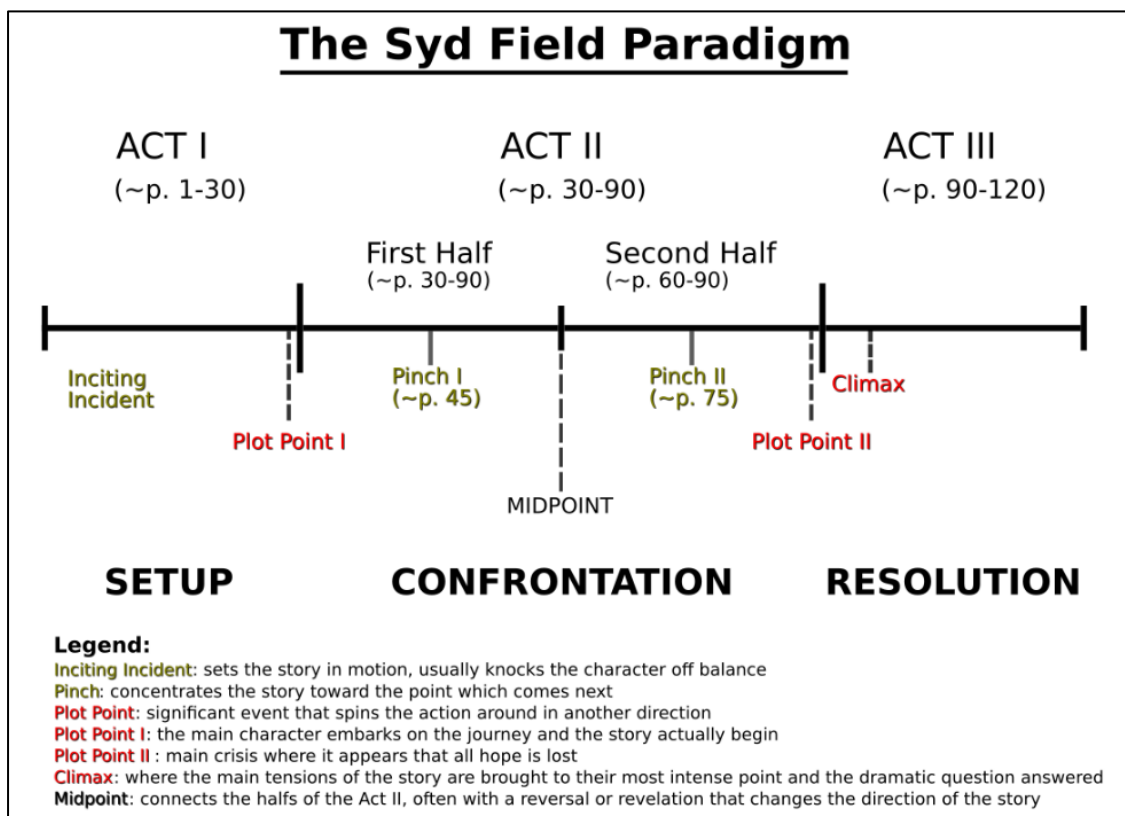 The Syd Field Paradigm
ACT I
(~p. 1-30)
ACT II
(~p. 30-90)
ACT III
(~p. 90-120)
First Half
(~p. 30-90)
Second Half
(~p. 60-90)
Inciting
Incident
Plot Point I
Pinch I
(~p. 45)
MIDPOINT
Pinch II
(~p. 75)
Plot Point II
Climax
SETUP
CONFRONTATION
RESOLUTION
Legend:
Inciting Incident: sets the story in motion, usually knocks the character off balance
Pinch: concentrates the story toward the point which comes next
Plot Point: significant event that spins the action around in another direction
Plot Point I: the main character embarks on the journey and the story actually begin
Plot Point II : main crisis where it appears that all hope is lost
Climax: where the main tensions of the story are brought to their most intense point and the dramatic question answered
Midpoint: connects the halfs of the Act II, often with a reversal or revelation that changes the direction of the story